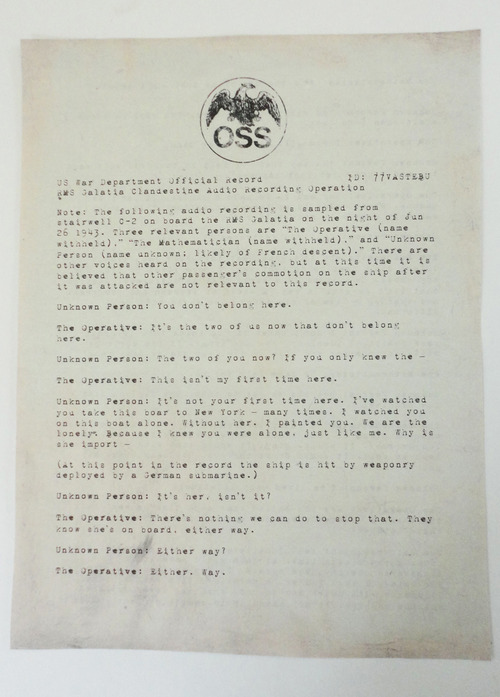 OSS
US War Department Official Record ID: 77VASTEBU
RMS Galatia Clandestine Audio Recording Operation
Note: The following audio recording is sampled from
stairwell C-2 on board the RMS Galatia on the night of Jun
26 1943. Three relevant persons are "The Operative (name
withheld)," "The Mathematician (name withheld)," and "Unknown
Person (name unknown; likely of French descent)." There are
other voices heard on the recording, but at this time it is
believed that other passenger's commotion on the ship after
it was attacked are not relevant to this record.
Unknown Person: You don't belong here.
The Operative: It's the two of us now that don't belong
here.
Unknown Person: The two of you now? If you only knew the —
The Operative: This isn't my first time here.
Unknown Person: It's not your first time here. I've watched
you take this boar to New York — many times. I watched you
on this boat alone. Without her. I painted you. We are the
lonely. Because I knew you were alone, just like me. Why is
she import —
(At this point in the record the ship is hit by weaponry
deployed by a German submarine.)
Unknown Person: It's her, isn't it?
The Operative: There's nothing we can do to stop that. They
know she's on board, either way.
Unknown Person: Either way?
The Operative: Either. Way.